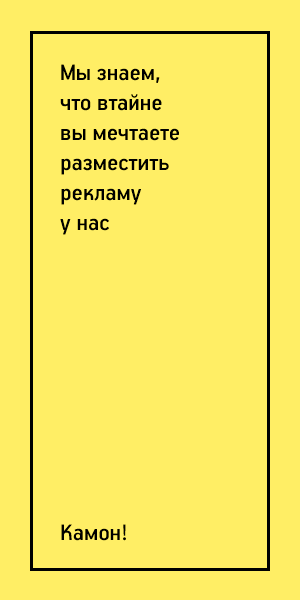 Мы знаем,
что втайне
вы мечтаете
разместить
рекламу
у нас
Камон!